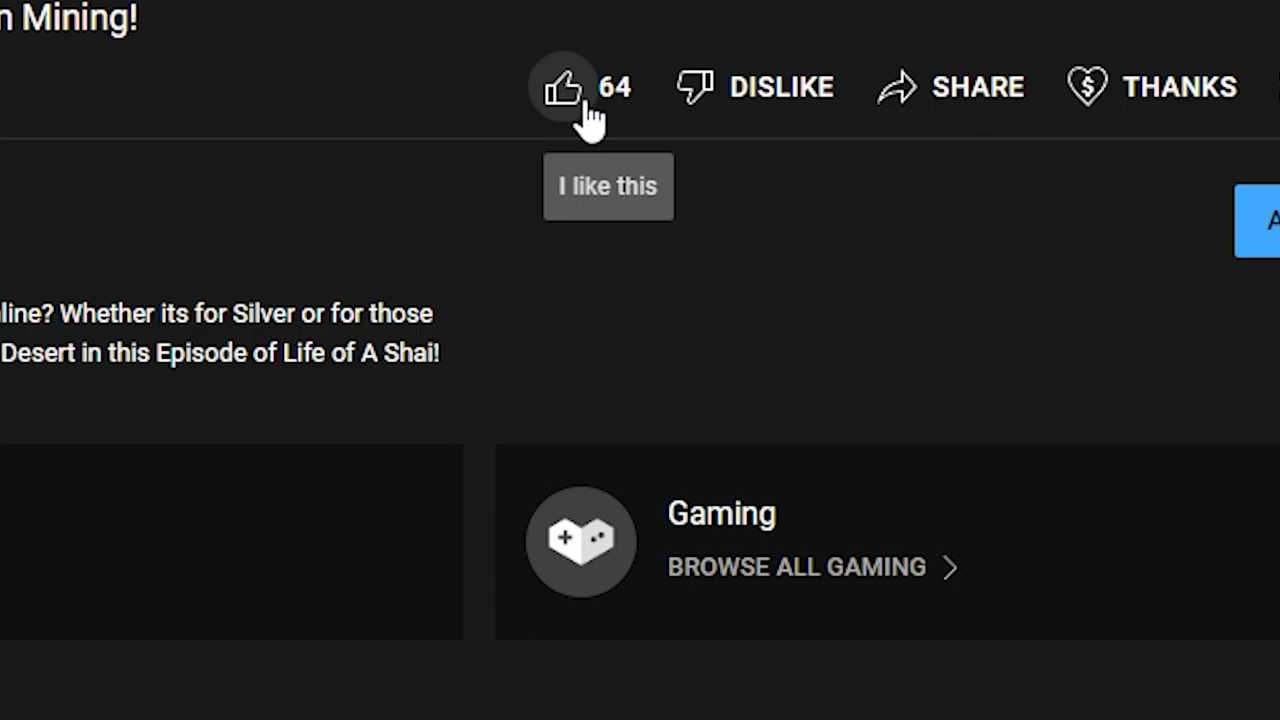 n Mining!
64 DISLIKE SHARE THANKS
I like this
A
line? Whether its for Silver or for those
Desert in this Episode of Life of A Shai!
Gaming
BROWSE ALL GAMING